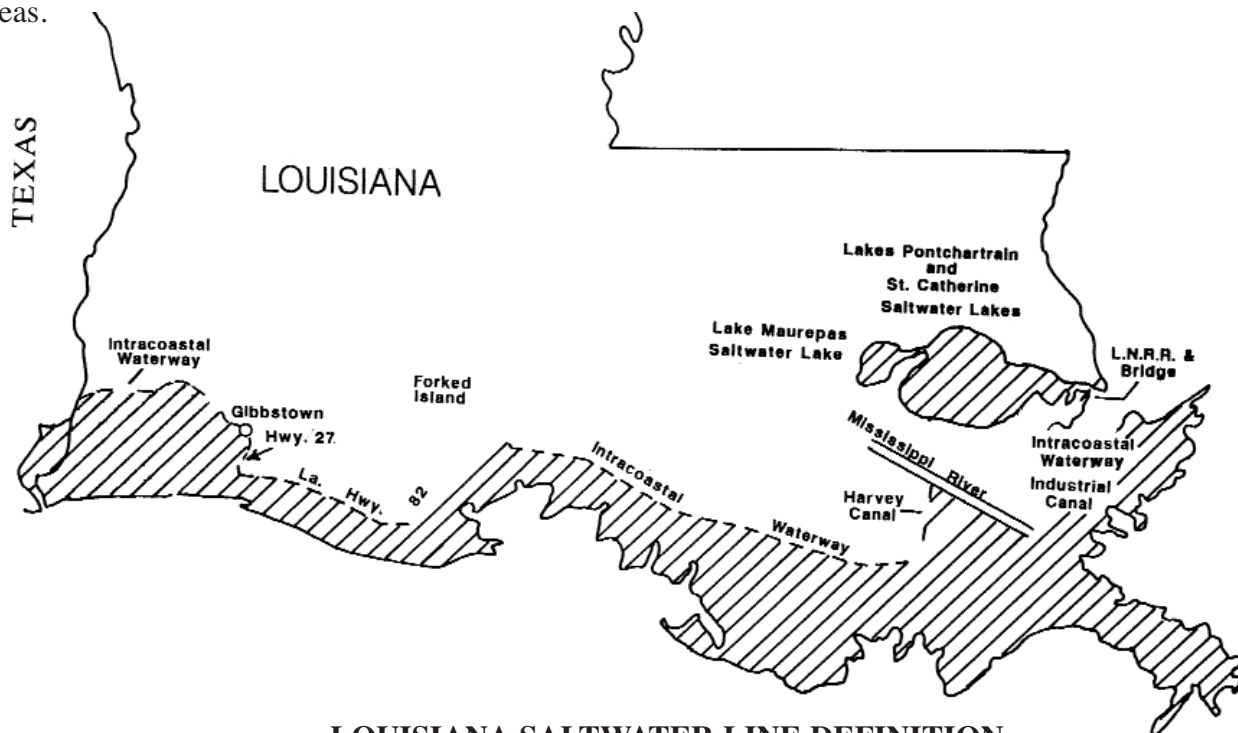 eas.
TEXAS
LOUISIANA
Lakes Pontchartrain
and
St. Catherine
Saltwater Lakes
Lake Maurepas
Saltwater Lake
L.N.R.R. &
Bridge
Intracoastal
Waterway
Forked
Island
Gibbstown
Hwy. 27
La. Hwy. 82
Intracoastal Waterway
Mississippi River
Harvey
Canal
Intracoastal
Waterway
Industrial
Canal
LOUISIANA SALTWATER LINE DEFINITION